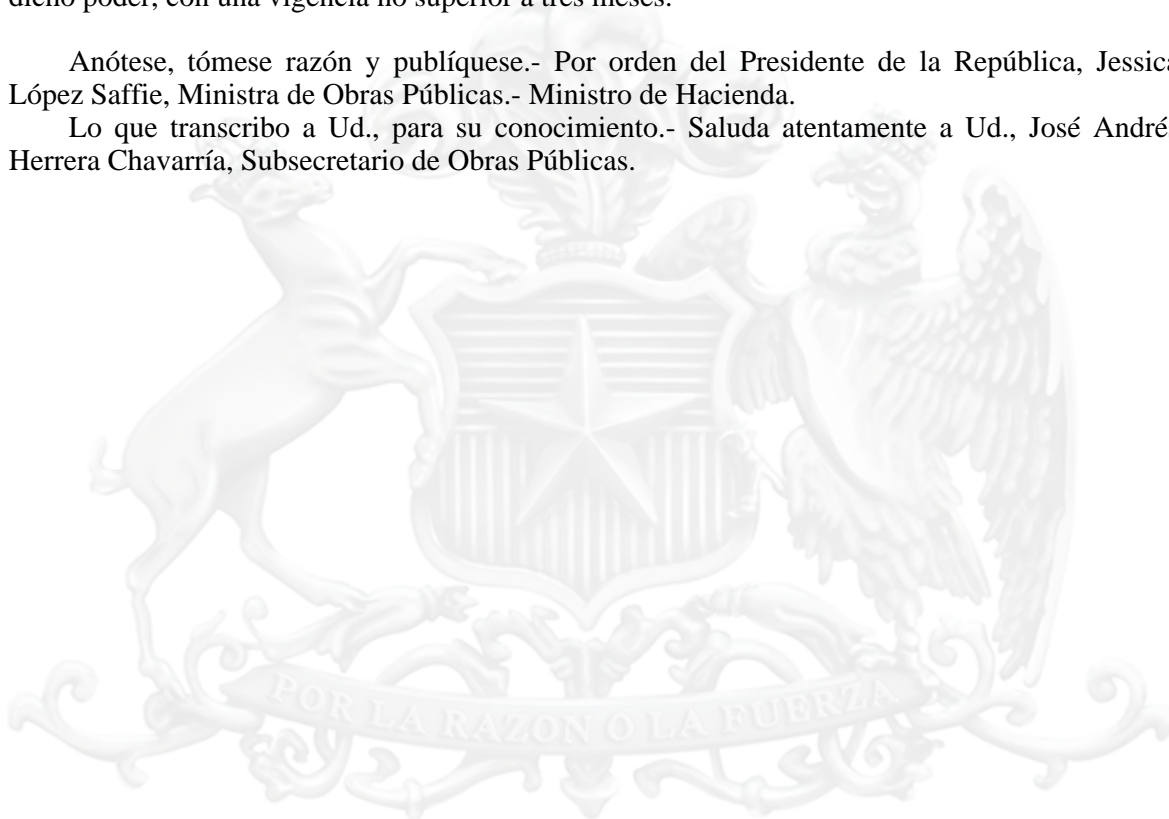 dicho poder, con una vigencia no superior a tres meses.
Anótese, tómese razón y publíquese.- Por orden del Presidente de la República, Jessica
López Saffie, Ministra de Obras Públicas.- Ministro de Hacienda.
Lo que transcribo a Ud., para su conocimiento.- Saluda atentamente a Ud., José André
Herrera Chavarría, Subsecretario de Obras Públicas.
POR LA RAZON O LA FUERZA